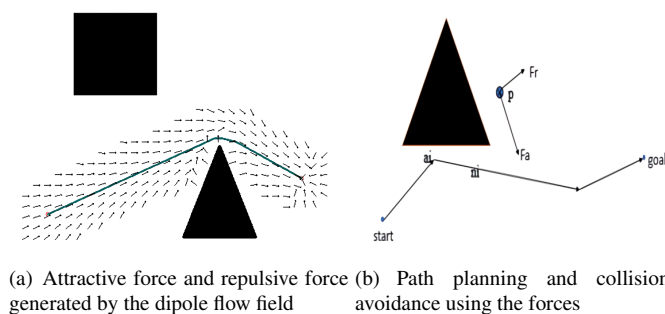 Fr
p
ai
ni
Fa
goal
start
(a) Attractive force and repulsive force
generated by the dipole flow field
(b) Path planning and collision
avoidance using the forces